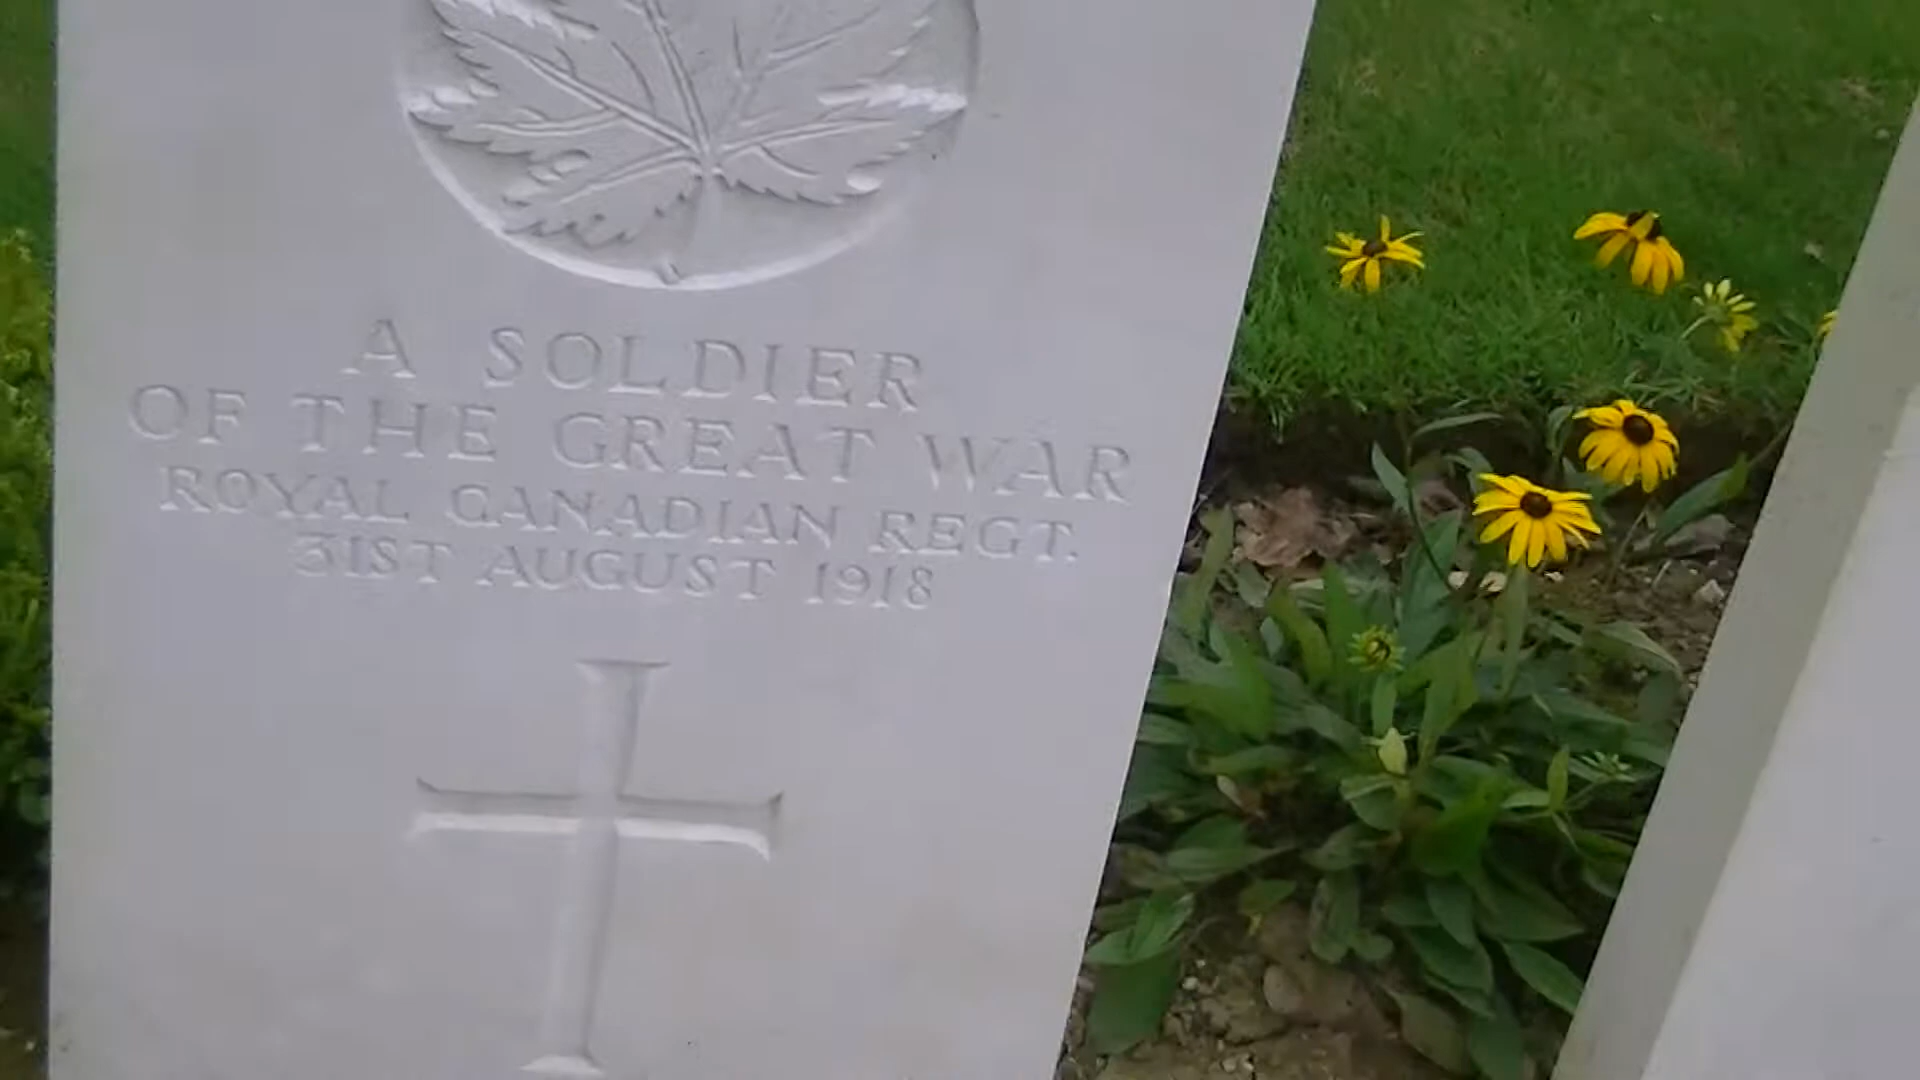 A SOLDIER
OF THE GREAT WAR
ROYAL CANADIAN REGT.
31ST AUGUST 1918